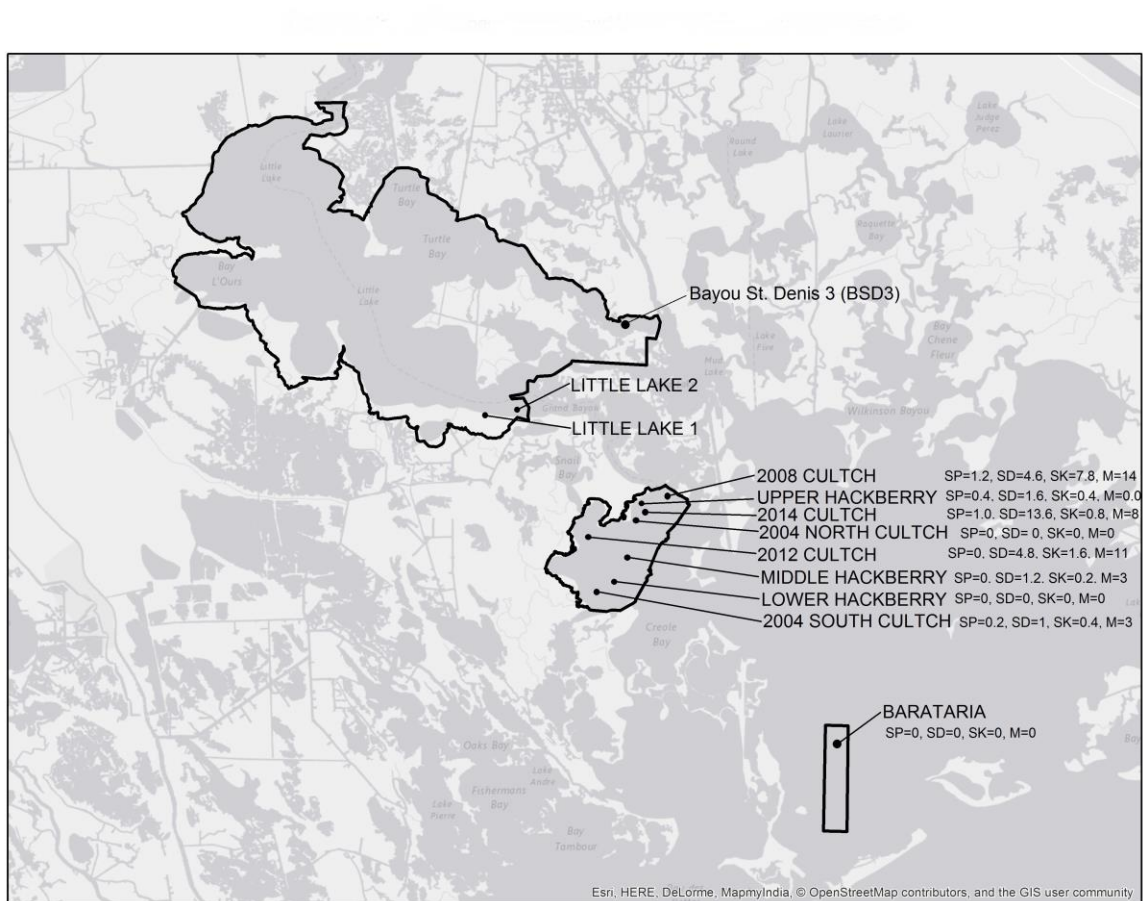 Lake
Judge
Perez
Lake
Laurier
Round
Lake
Little
Lake
Turtle
Bay
Roquette
Bay
Turtle
Bay
Bay
L'Ours
Little
Lake
Bayou St. Denis 3 (BSD3)
Lake
Five
Bay
Chene
Fleur
Mud
Lake
LITTLE LAKE 2
Grand Bayou
Wilkinson Bayou
LITTLE LAKE 1
Snail
Bay
2008 CULTCH SP=1.2, SD=4.6, SK=7.8, M=14
UPPER HACKBERRY SP=0.4, SD=1.6, SK=0.4, M=0.0
2014 CULTCH SP=1.0, SD=13.6, SK=0.8, M=8
2004 NORTH CULTCH SP=0, SD= 0, SK=0, M=0
2012 CULTCH SP=0, SD=4.8, SK=1.6, M=11
MIDDLE HACKBERRY SP=0. SD=1.2. SK=0.2. M=3
LOWER HACKBERRY SP=0, SD=0, SK=0, M=0
2004 SOUTH CULTCH SP=0.2, SD=1, SK=0.4, M=3
Creole
Bay
BARATARIA
SP=0, SD=0, SK=0, M=0
Oaks Bay
Lake
Andre
Fishermans
Bay
Lake
Pierre
Bay
Tambour
Esri, HERE, DeLorme, MapmyIndia, © OpenStreetMap contributors, and the GIS user community